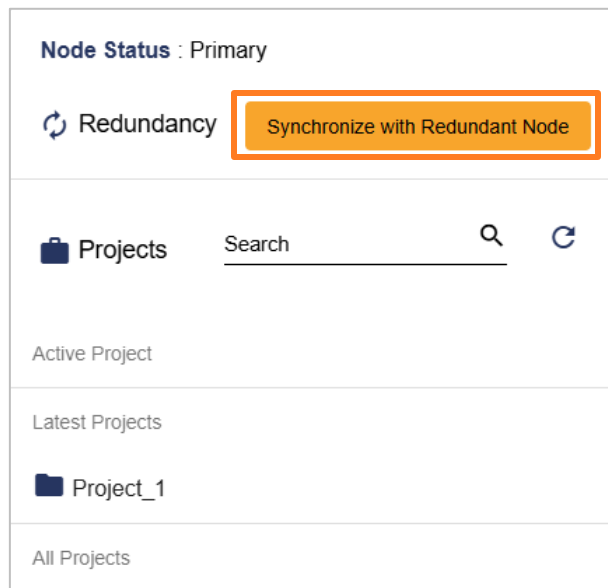 Node Status : Primary
Redundancy Synchronize with Redundant Node
Projects Search
Active Project
Latest Projects
Project_1
All Projects